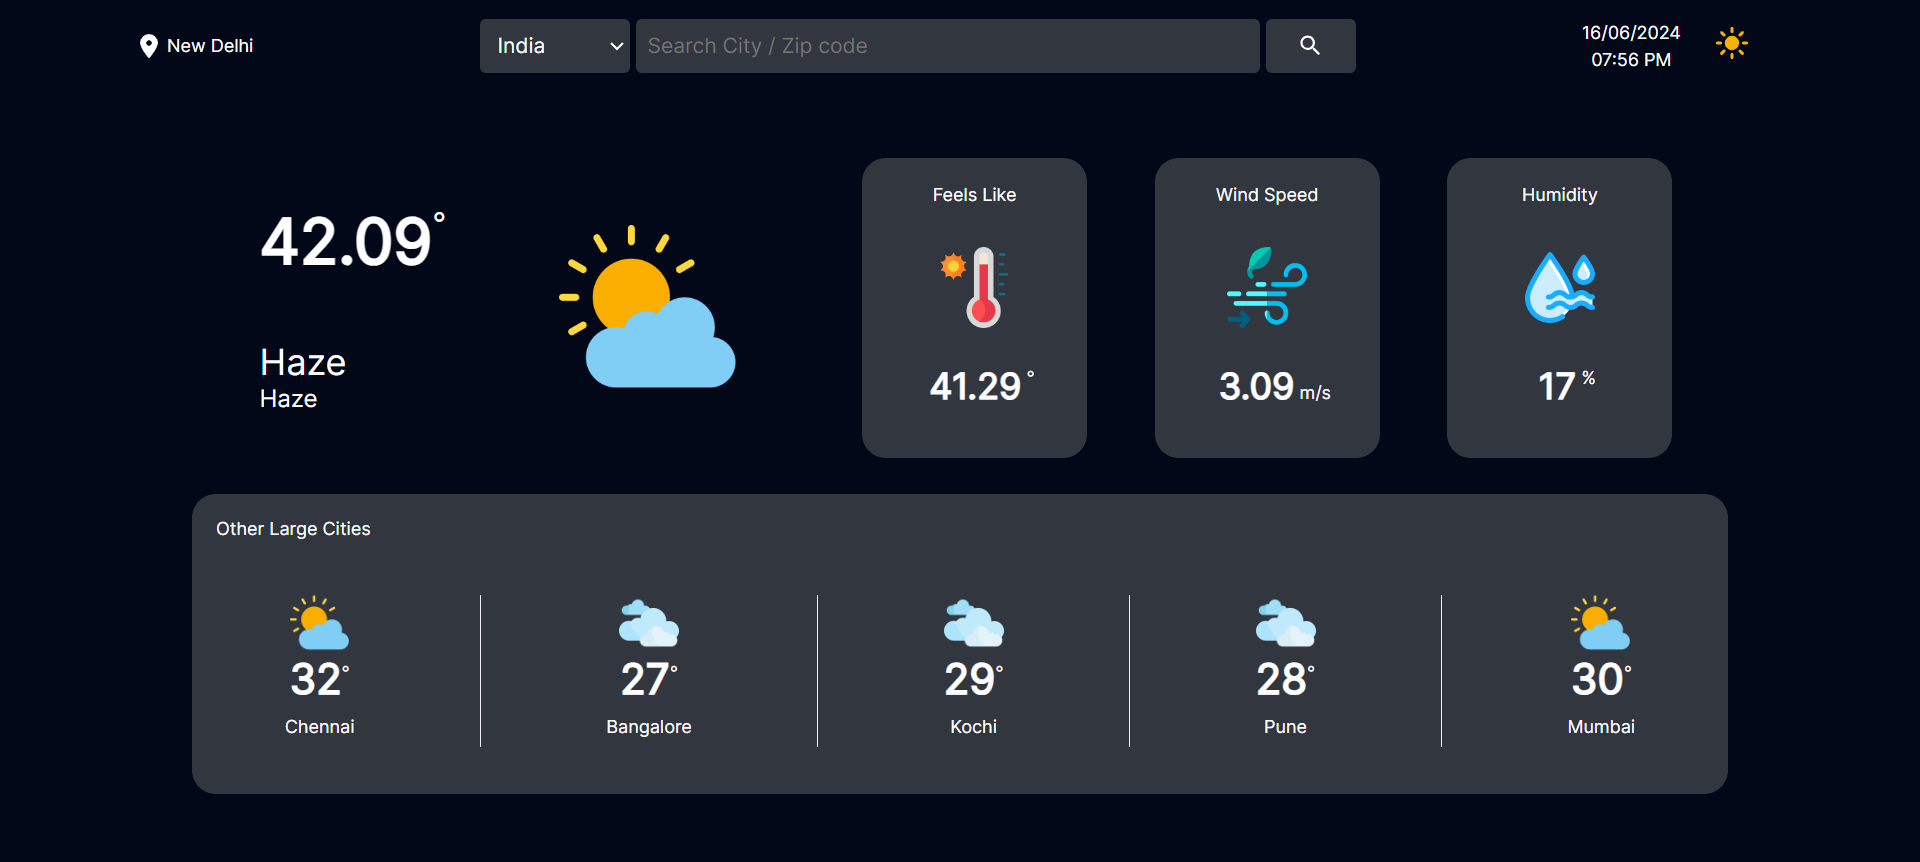 New Delhi
India
Search City / Zip code
16/06/2024
07:56 PM
42.09°
Haze
Haze
Feels Like
41.29 °
Wind Speed
3.09 m/s
Humidity
17 %
Other Large Cities
32°
Chennai
27°
Bangalore
29°
Kochi
28°
Pune
30°
Mumbai